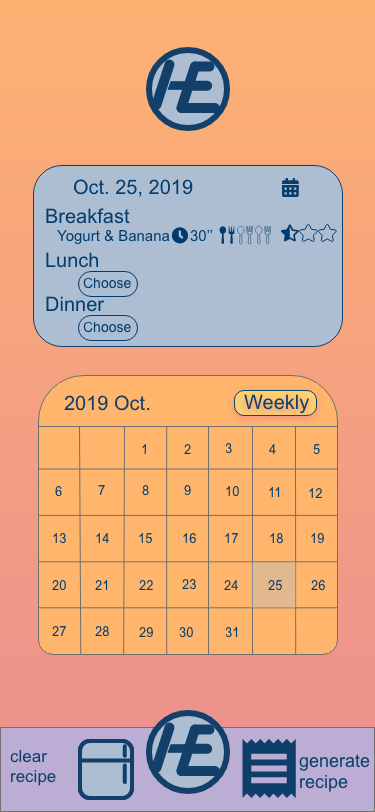 HE
Oct. 25, 2019
Breakfast
Yogurt & Banana 30’’
Lunch
Choose
Dinner
Choose
2019 Oct. Weekly
1 2 3 4 5
6 7 8 9 10 11 12
13 14 15 16 17 18 19
20 21 22 23 24 25 26
27 28 29 30 31
clear
recipe
HE
generate
recipe